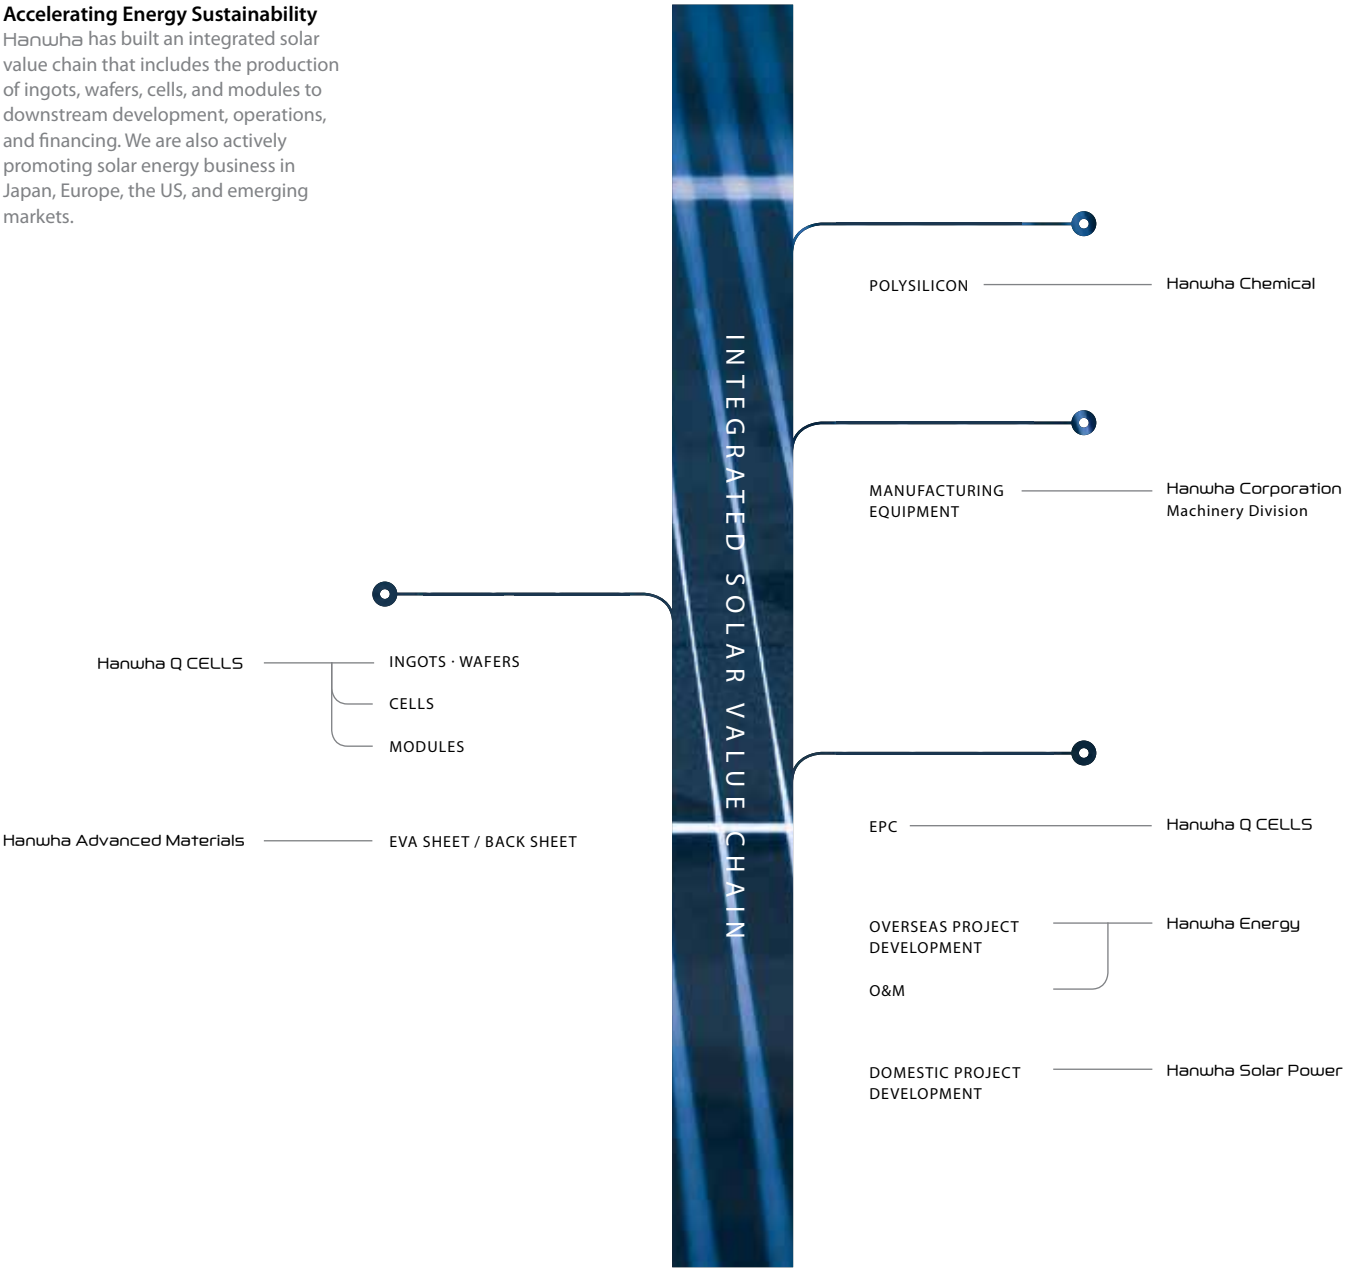 Accelerating Energy Sustainability
Hanwha has built an integrated solar
value chain that includes the production
of ingots, wafers, cells, and modules to
downstream development, operations,
and financing. We are also actively
promoting solar energy business in
Japan, Europe, the US, and emerging
markets.
INTEGRATED SOLAR VALUE CHAIN
POLYSILICON Hanwha Chemical
MANUFACTURING Hanwha Corporation
EQUIPMENT Machinery Division
Hanwha Q CELLS INGOTS · WAFERS
CELLS
MODULES
Hanwha Advanced Materials EVA SHEET / BACK SHEET
EPC Hanwha Q CELLS
OVERSEAS PROJECT Hanwha Energy
DEVELOPMENT
O&M
DOMESTIC PROJECT Hanwha Solar Power
DEVELOPMENT